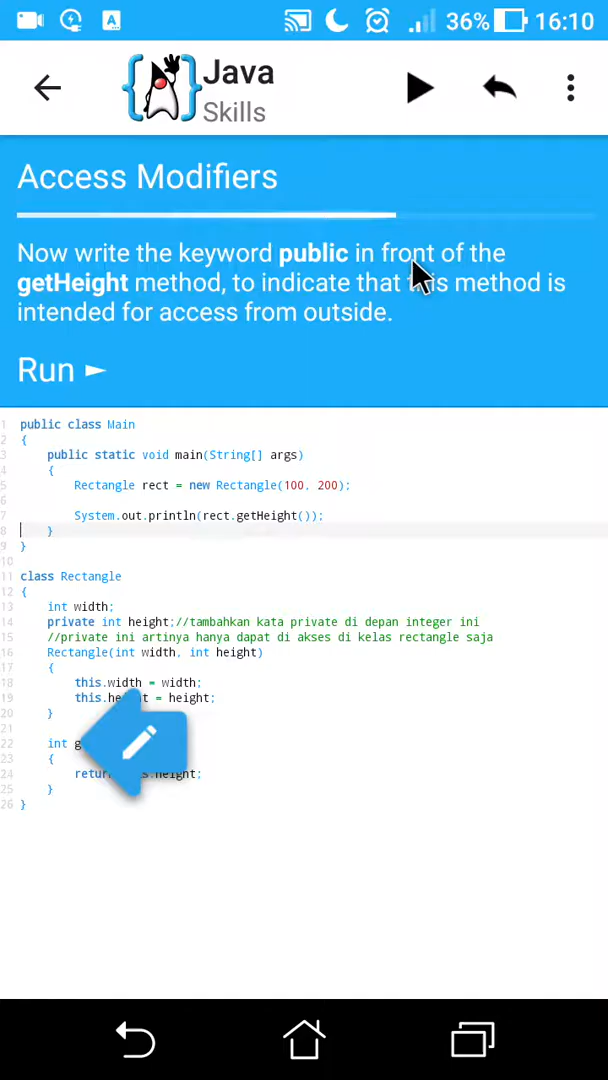 A 36% 16:10
Java
Skills
Access Modifiers
Now write the keyword public in front of the
getHeight method, to indicate that this method is
intended for access from outside.
Run ►
1 public class Main
2 {
3 public static void main(String[] args)
4 {
5 Rectangle rect = new Rectangle(100, 200);
6
7 System.out.println(rect.getHeight());
8 }
9 }
10
11 class Rectangle
12 {
13 int width;
14 private int height;//tambahkan kata private di depan integer ini
15 //private ini artinya hanya dapat di akses di kelas rectangle saja
16 Rectangle(int width, int height)
17 {
18 this.width = width;
19 = height;
20 }
21
22 int
23 {
24
25 }
26 }